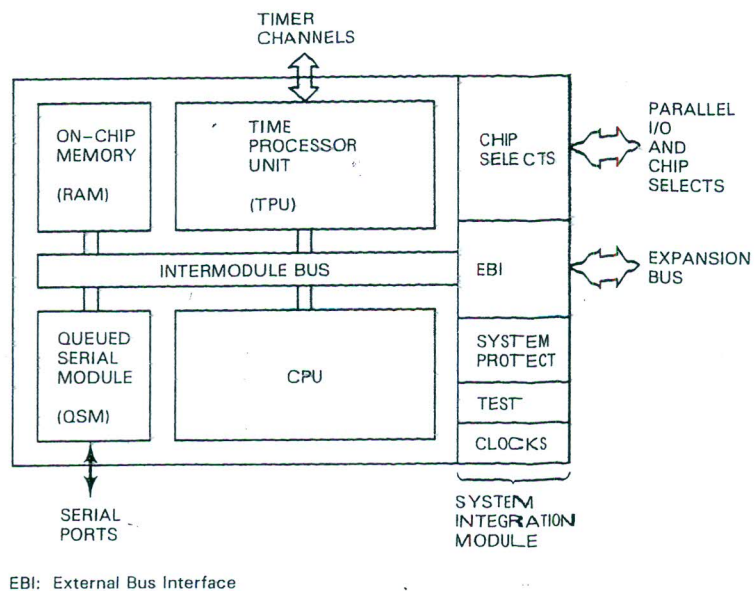 TIMER
CHANNELS
ON-CHIP
MEMORY
(RAM)
TIME
PROCESSOR
UNIT
(TPU)
CHIP
SELECTS
PARALLEL
I/O
AND
CHIP
SELECTS
INTERMODULE BUS
EBI
EXPANSION
BUS
QUEUED
SERIAL
MODULE
(QSM)
CPU
SYSTEM
PROTECT
TEST
CLOCKS
SERIAL
PORTS
SYSTEM
INTEGRATION
MODULE
EBI: External Bus Interface